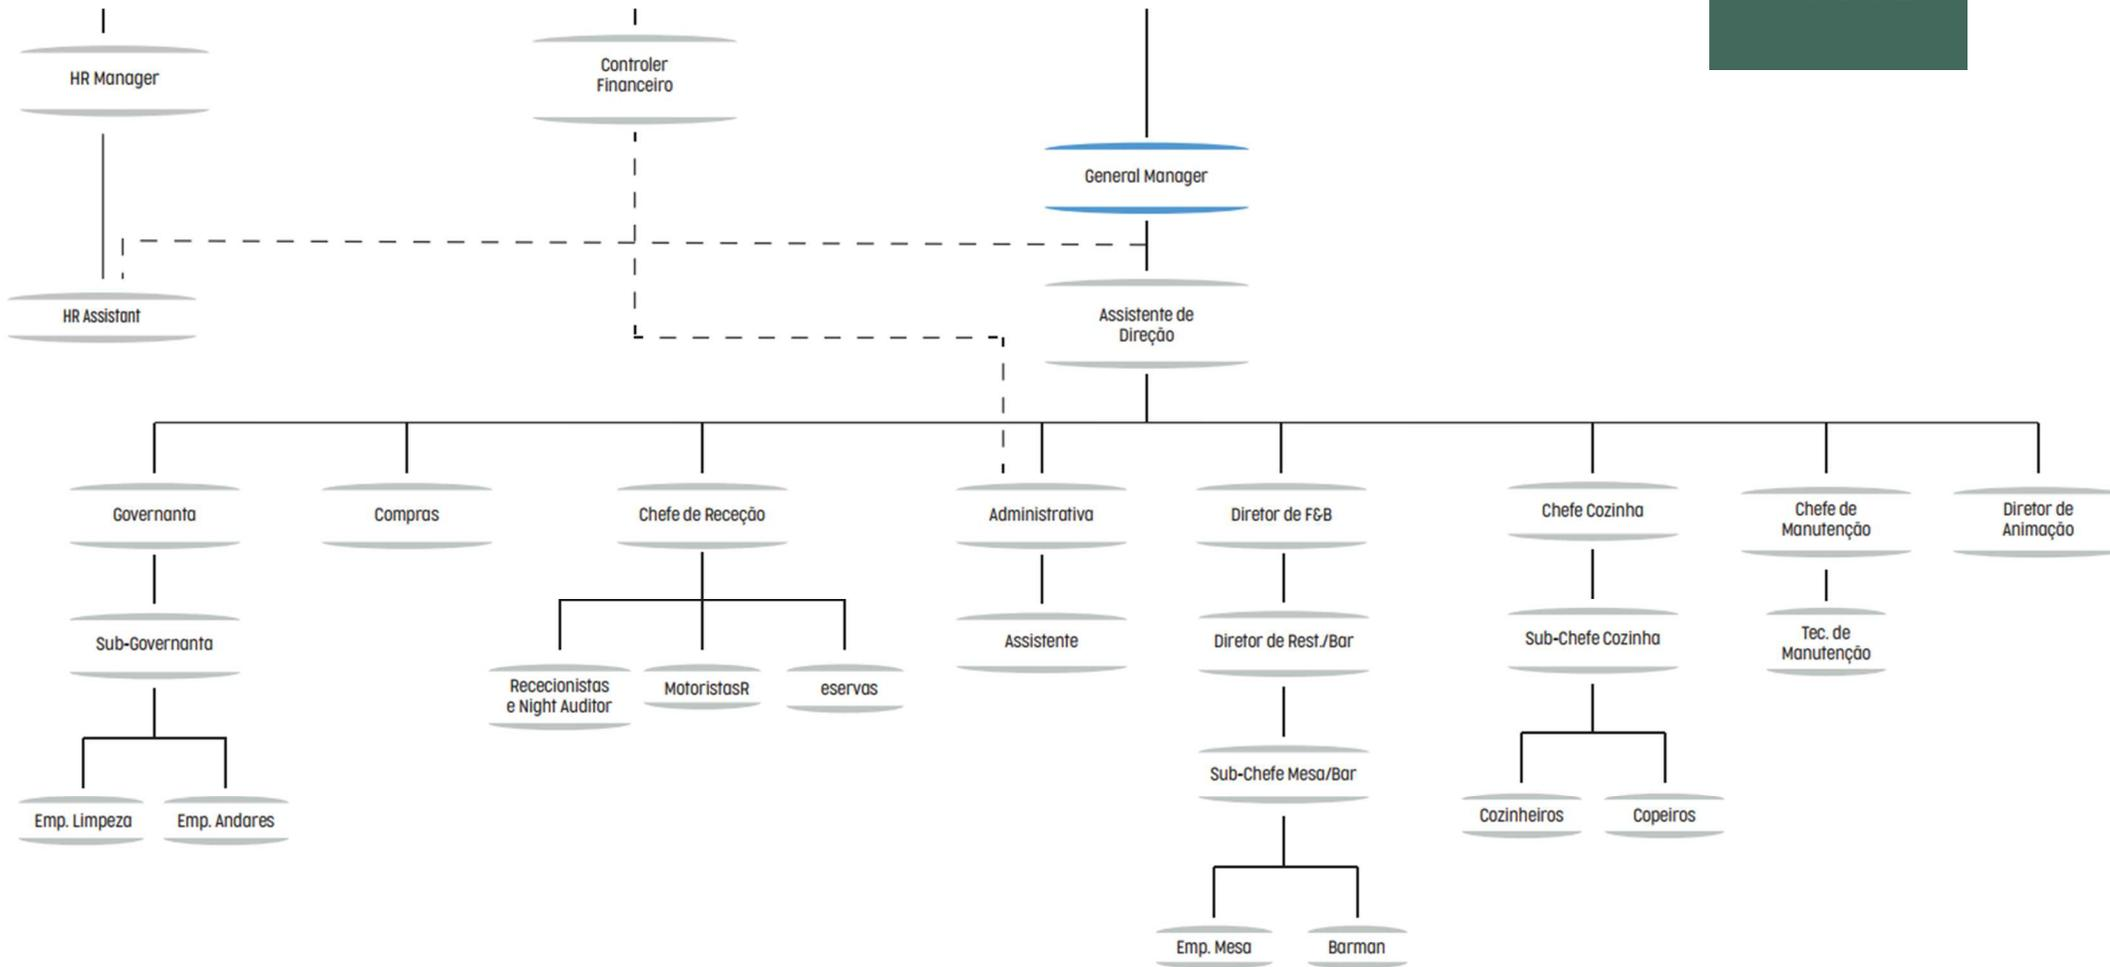 HR Manager
Controler
Financeiro
General Manager
HR Assistant
Assistente de
Direção
Governanta
Compras
Chefe de Receção
Administrativa
Diretor de F&B
Chefe Cozinha
Chefe de
Manutenção
Diretor de
Animação
Sub-Governanta
Rececionistas
e Night Auditor
MotoristasR
eservas
Assistente
Diretor de Rest./Bar
Sub-Chefe Cozinha
Tec. de
Manutenção
Sub-Chefe Mesa/Bar
Emp. Limpeza
Emp. Andares
Cozinheiros
Copeiros
Emp. Mesa
Barman